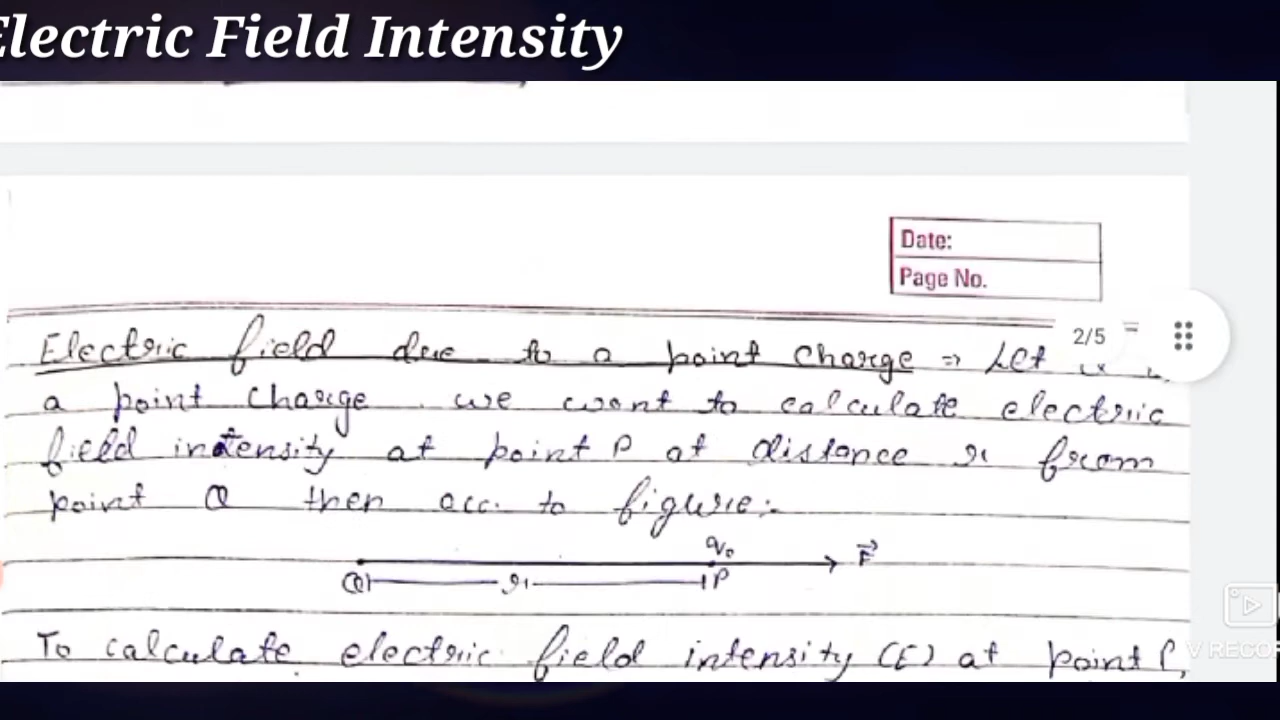 Electric Field Intensity
Date:
Page No.
Electric field due to a point charge ⇒ Let
2/5
a point charge. we want to calculate electric
field intensity at point P at distance r from
point Q then acc. to figure:-
q₀
F⃗
Q r P
To calculate electric field intensity (E) at point P,
V RECOR